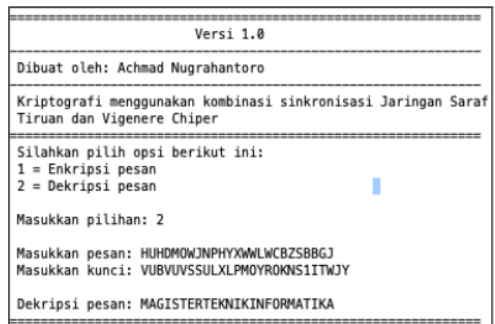 Versi 1.0
Dibuat oleh: Achmad Nugrahantoro
Kriptografi menggunakan kombinasi sinkronisasi Jaringan Saraf
Tiruan dan Vigenere Chiper
Silahkan pilih opsi berikut ini:
1 = Enkripsi pesan
2 = Dekripsi pesan
Masukkan pilihan: 2
Masukkan pesan: HUHDMOWJNPHYXWWLWCBZSBBGJ
Masukkan kunci: VUBVUVSSULXLPMOYROKNS1ITWJY
Dekripsi pesan: MAGISTERTEKNIKINFORMATIKA